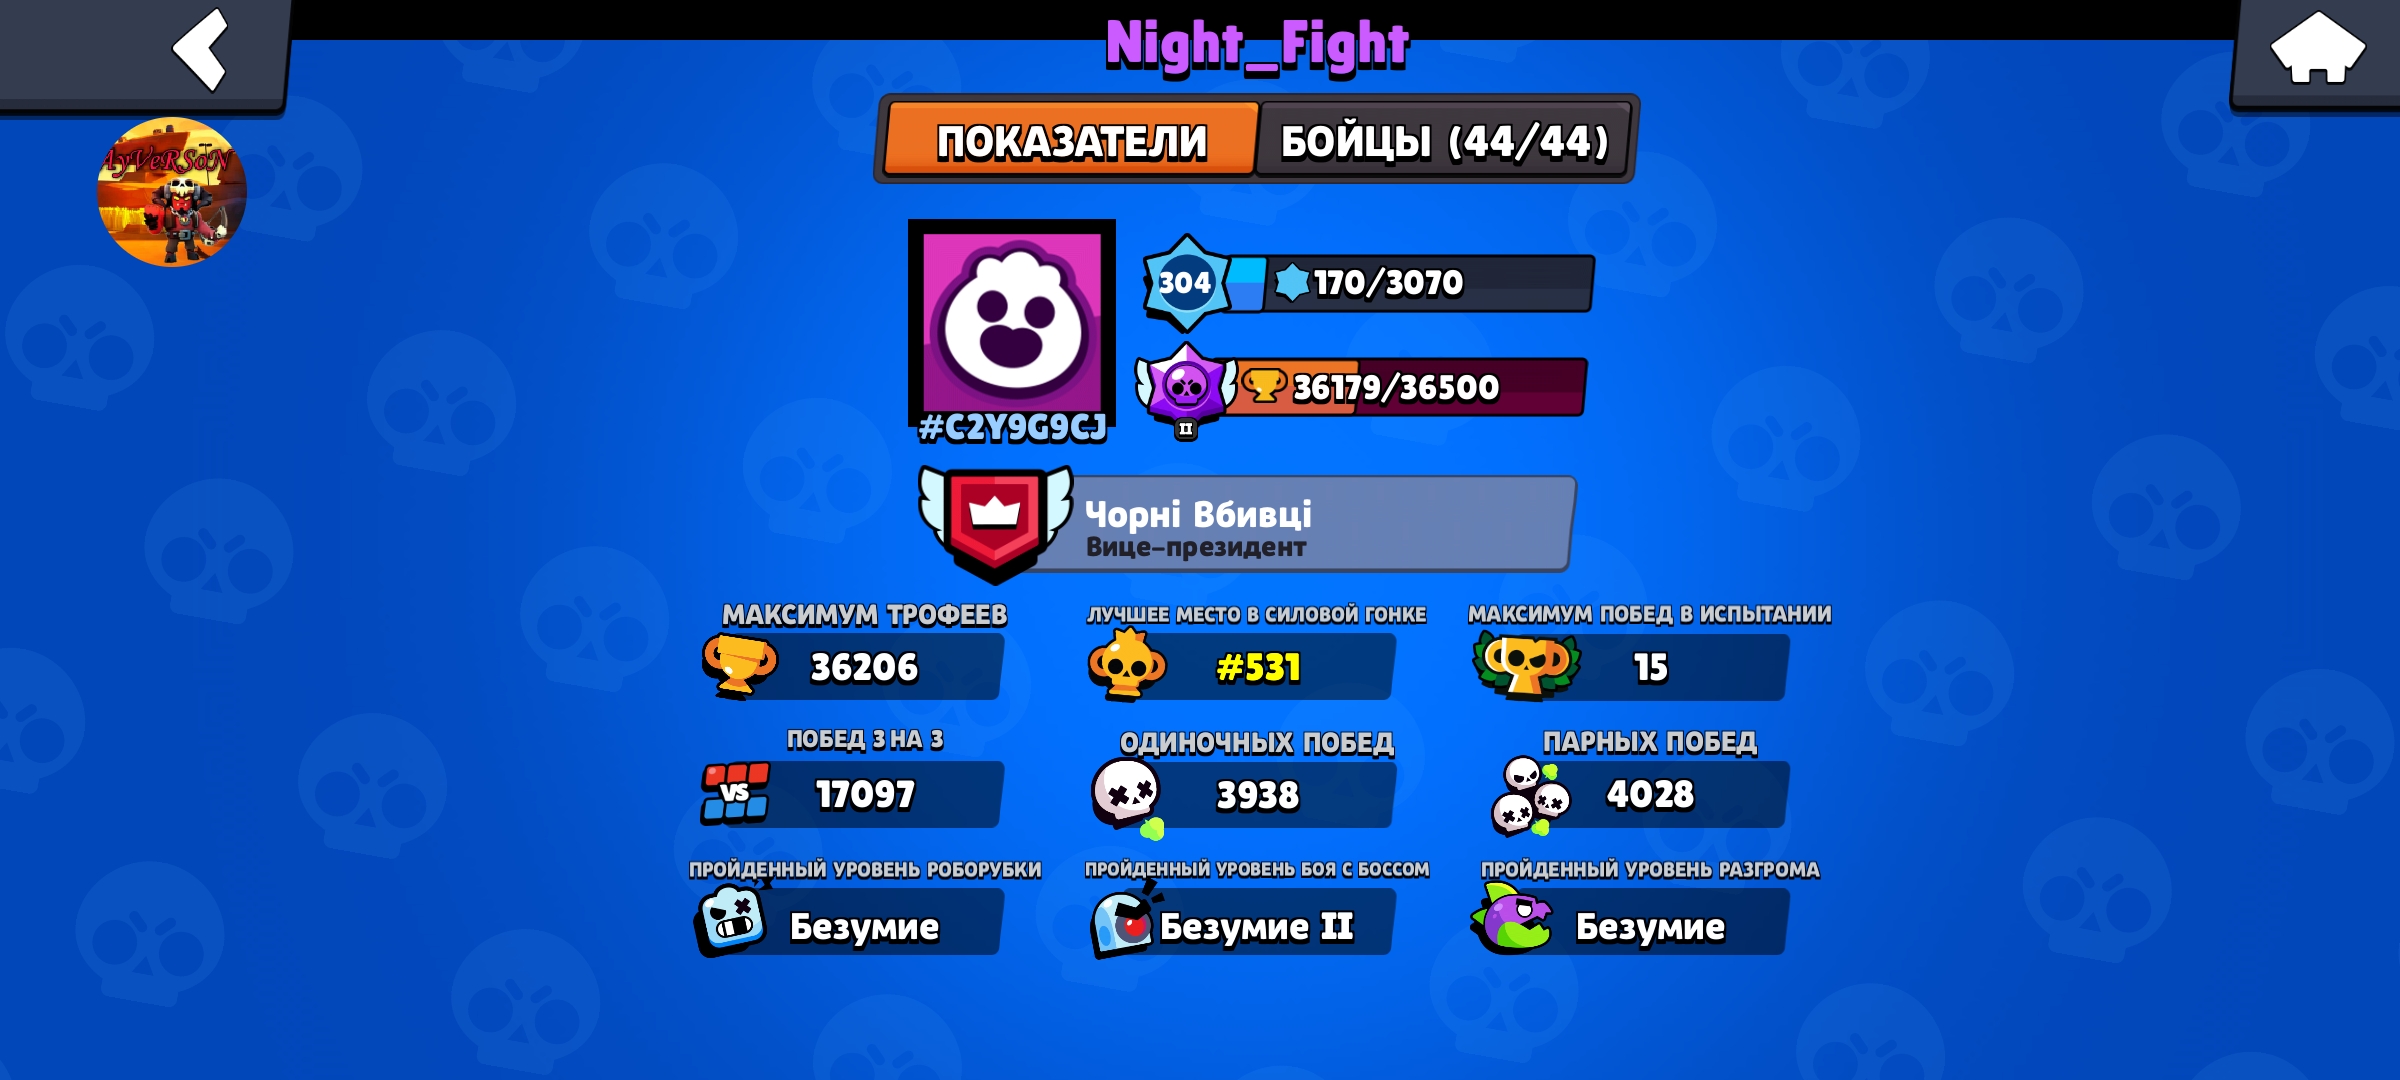 Night_Fight
ПОКАЗАТЕЛИ
БОЙЦЫ (44/44)
AyVeRSoN
304
170/3070
36179/36500
II
#C2Y9G9CJ
Чорні Вбивці
Вице-президент
МАКСИМУМ ТРОФЕЕВ
ЛУЧШЕЕ МЕСТО В СИЛОВОЙ ГОНКЕ
МАКСИМУМ ПОБЕД В ИСПЫТАНИИ
36206
#531
15
ПОБЕД 3 НА 3
ОДИНОЧНЫХ ПОБЕД
ПАРНЫХ ПОБЕД
VS
17097
3938
4028
ПРОЙДЕННЫЙ УРОВЕНЬ РОБОРУБКИ
ПРОЙДЕННЫЙ УРОВЕНЬ БОЯ С БОССОМ
ПРОЙДЕННЫЙ УРОВЕНЬ РАЗГРОМА
Безумие
Безумие II
Безумие